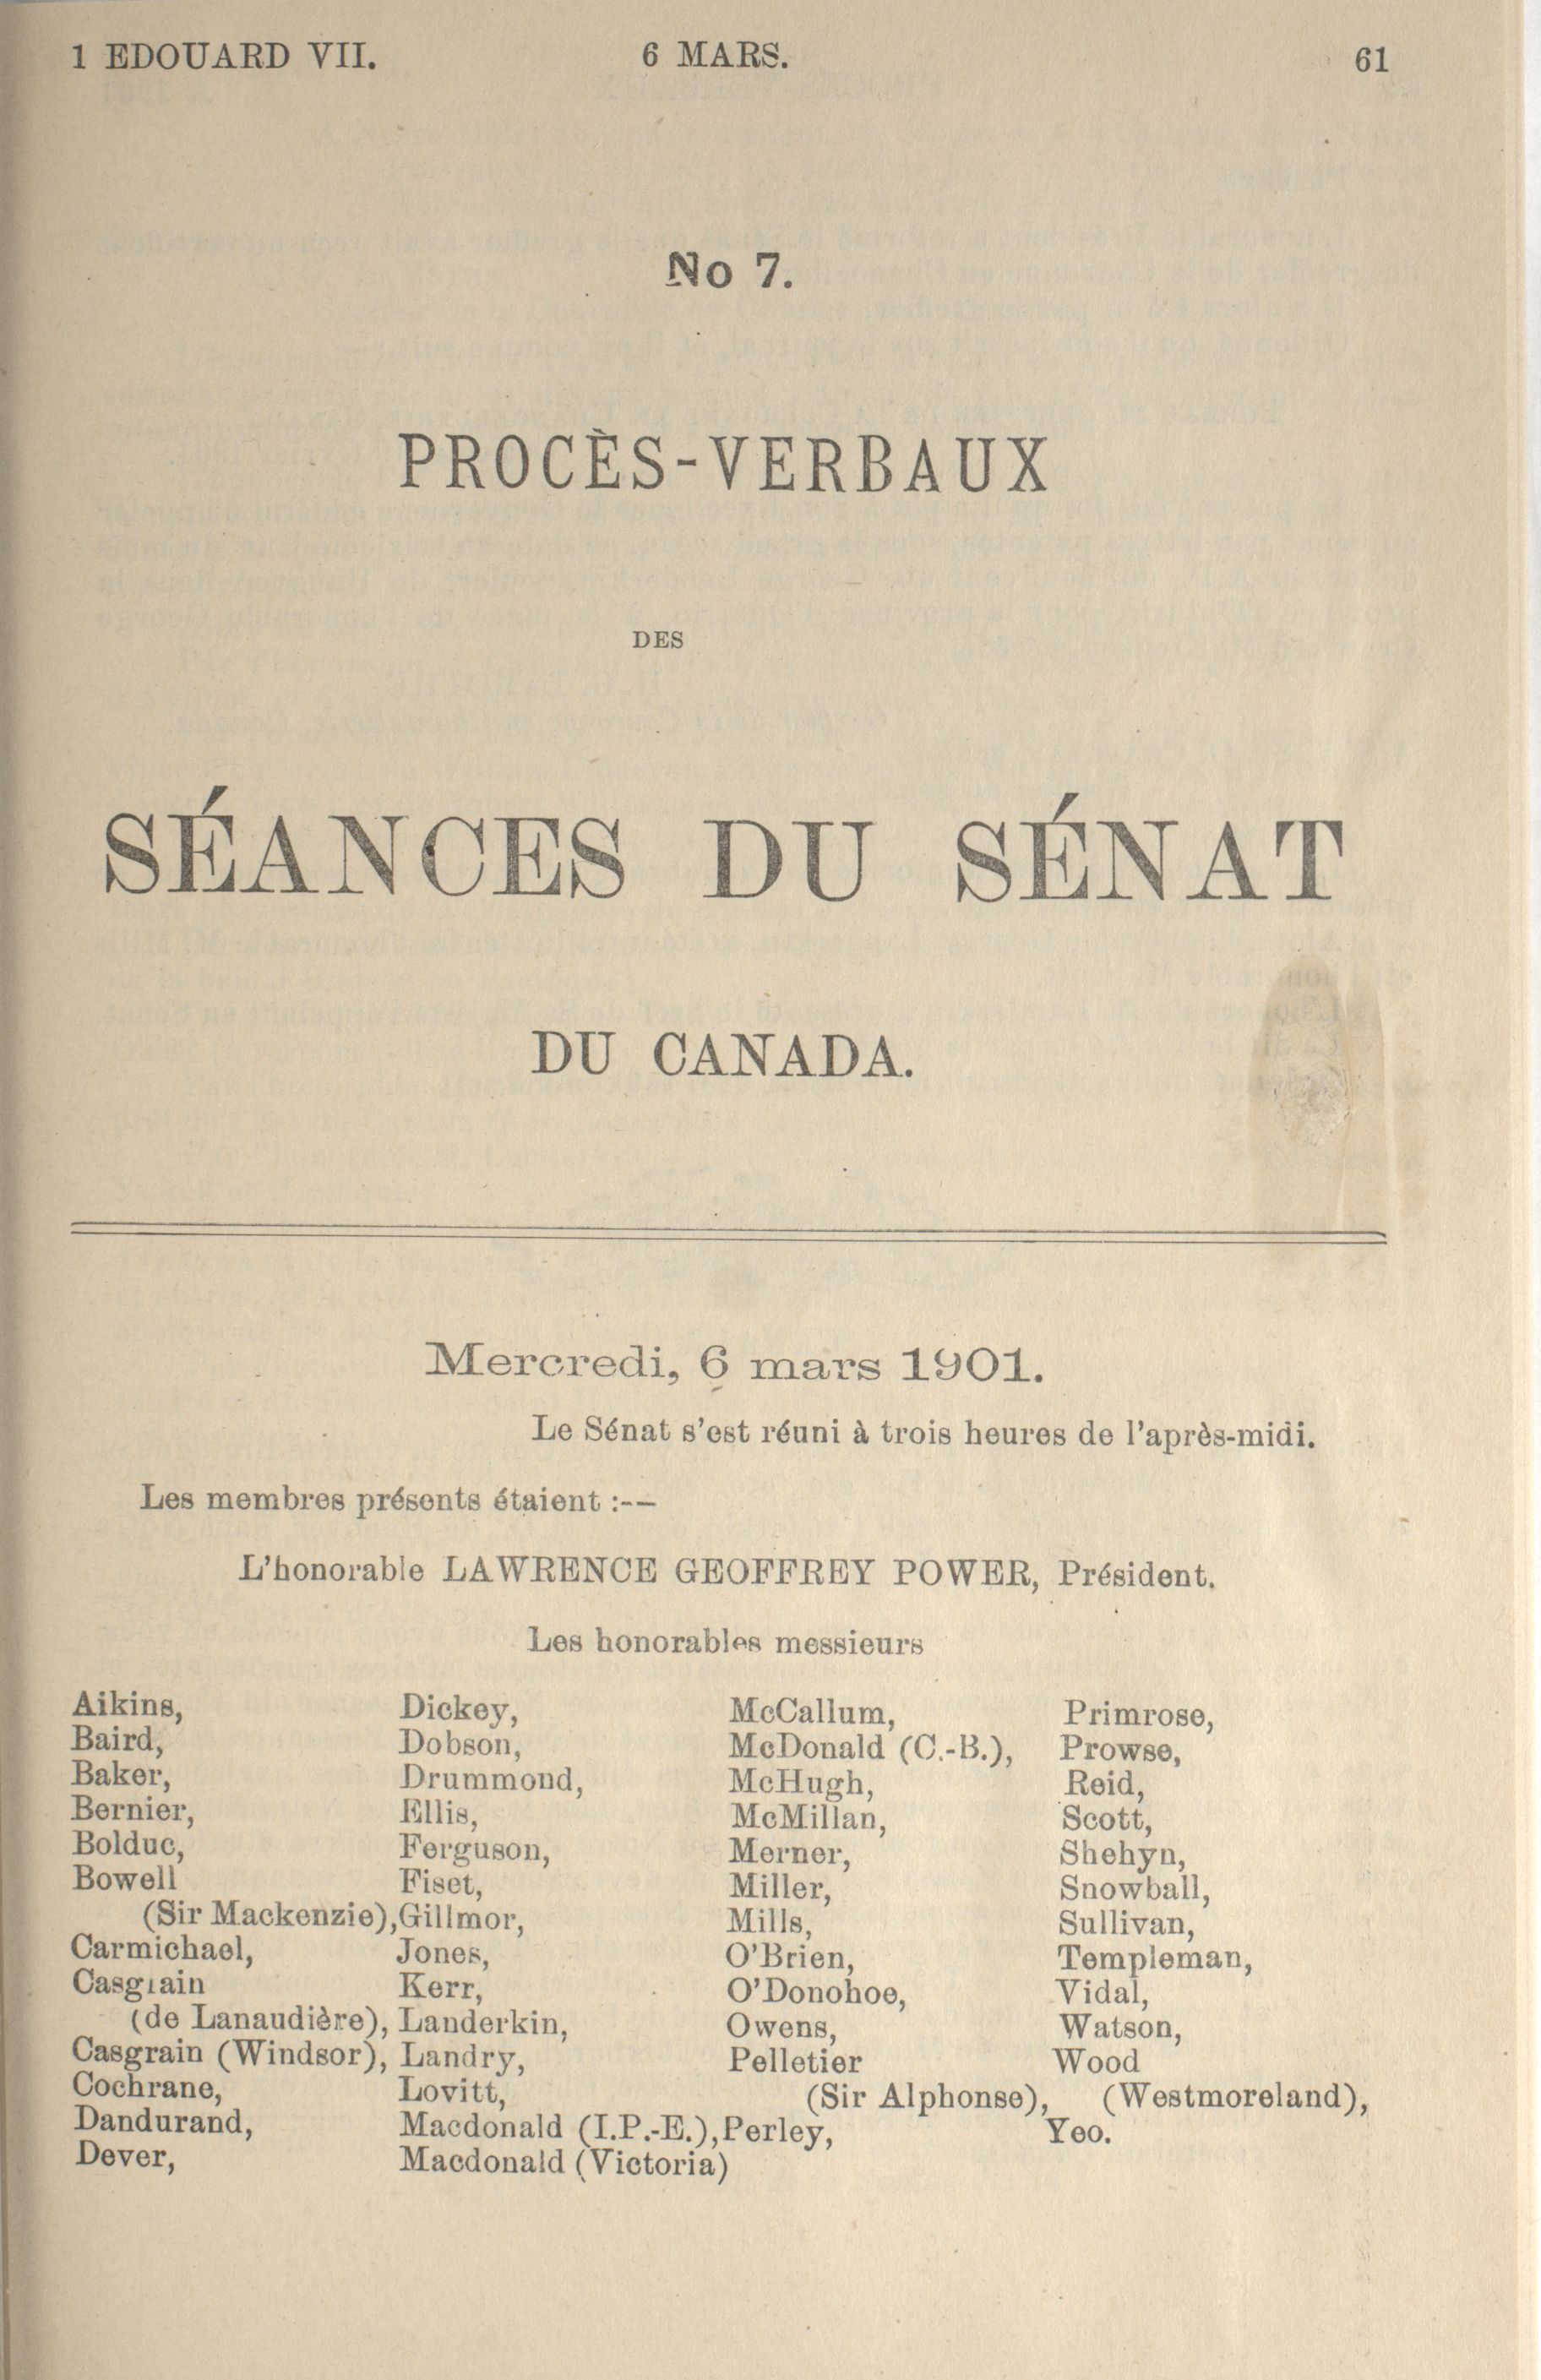 1 EDOUARD VII. 6 MARS. 61
No 7.
PROCÈS-VERBAUX
DES
SÉANCES DU SÉNAT
DU CANADA.
Mercredi, 6 mars 1901.
Le Sénat s'est réuni à trois heures de l'après-midi.
Les membres présents étaient :--
L'honorable LAWRENCE GEOFFREY POWER, Président.
Les honorables messieurs
Aikins,
Baird,
Baker,
Bernier,
Bolduc,
Bowell
(Sir Mackenzie),
Carmichael,
Casgrain
(de Lanaudière),
Casgrain (Windsor),
Cochrane,
Dandurand,
Dever,
Dickey,
Dobson,
Drummond,
Ellis,
Ferguson,
Fiset,
Gillmor,
Jones,
Kerr,
Landerkin,
Landry,
Lovitt,
Macdonald (I.P.-E.),
Macdonald (Victoria)
McCallum,
McDonald (C.-B.),
McHugh,
McMillan,
Merner,
Miller,
Mills,
O'Brien,
O'Donohoe,
Owens,
Pelletier
(Sir Alphonse),
Perley,
Primrose,
Prowse,
Reid,
Scott,
Shehyn,
Snowball,
Sullivan,
Templeman,
Vidal,
Watson,
Wood
(Westmoreland),
Yeo.